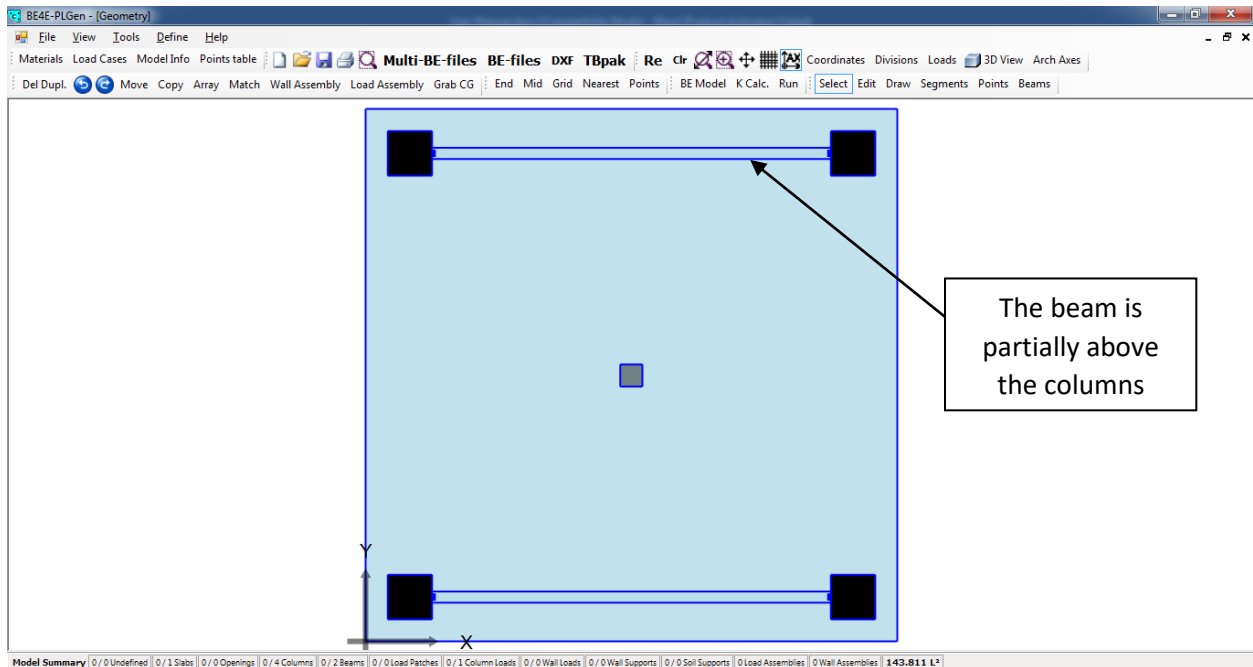 BE4E-PLGen - [Geometry]
File View Tools Define Help
Materials Load Cases Model Info Points table Multi-BE-files BE-files DXF TBpak Re Clr Coordinates Divisions Loads 3D View Arch Axes
Del Dupl. Move Copy Array Match Wall Assembly Load Assembly Grab CG End Mid Grid Nearest Points BE Model K Calc. Run Select Edit Draw Segments Points Beams
The beam is
partially above
the columns
Y
X
Model Summary 0 / 0 Undefined 0 / 1 Slabs 0 / 0 Openings 0 / 4 Columns 0 / 2 Beams 0 / 0 Load Patches 0 / 1 Column Loads 0 / 0 Wall Loads 0 / 0 Wall Supports 0 / 0 Soil Supports 0 Load Assemblies 0 Wall Assemblies 143.811 L²